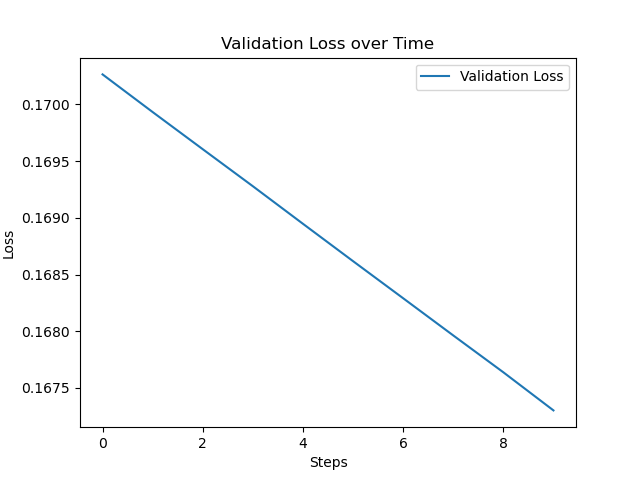 Validation Loss over Time
Validation Loss
0.1700
0.1695
0.1690
0.1685
0.1680
0.1675
Loss
0 2 4 6 8
Steps